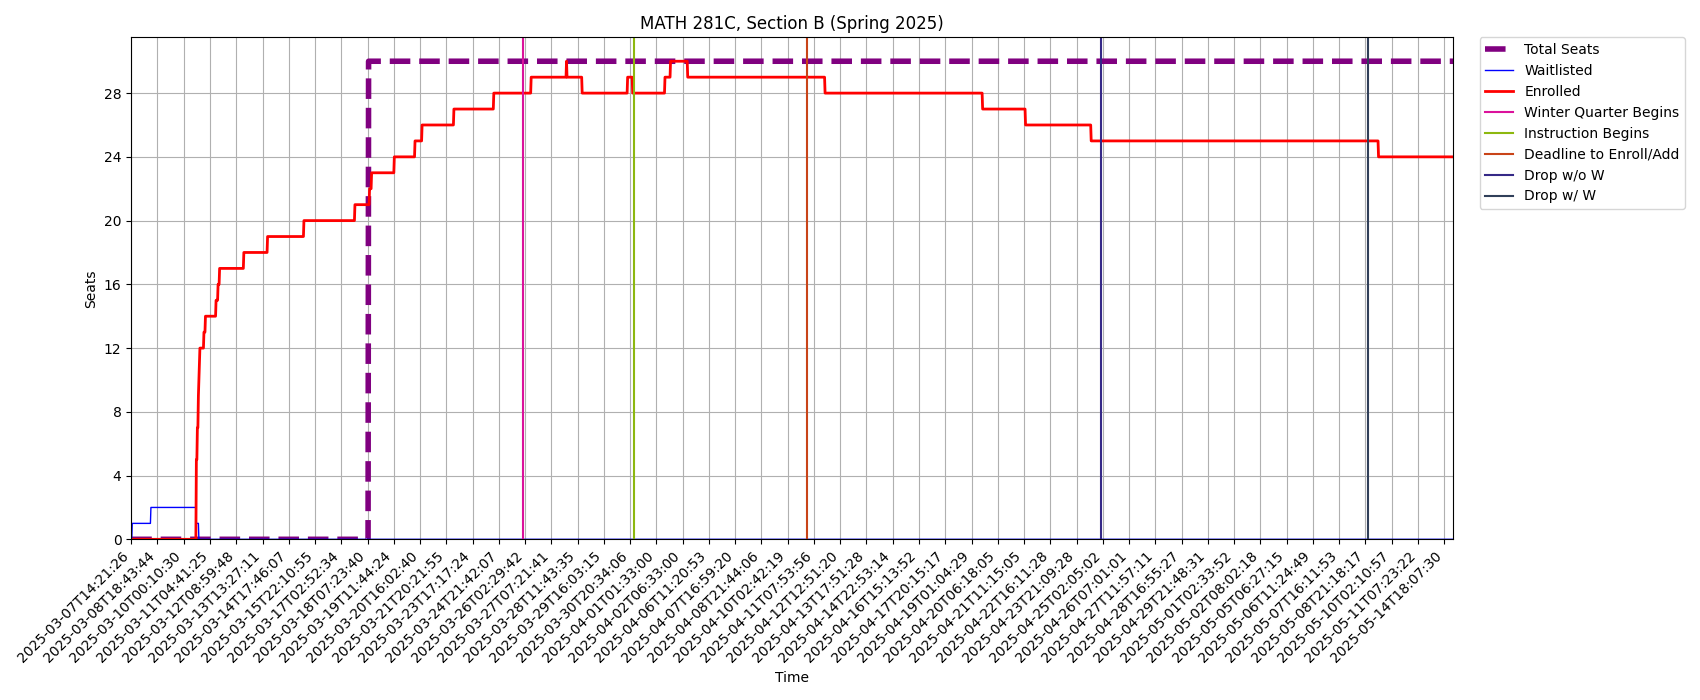 MATH 281C, Section B (Spring 2025)
Total Seats
Waitlisted
Enrolled
Winter Quarter Begins
Instruction Begins
Deadline to Enroll/Add
Drop w/o W
Drop w/ W
Seats
28
24
20
16
12
8
4
0
2025-03-07T14:21:26
2025-03-08T18:43:44
2025-03-10T00:10:30
2025-03-11T04:41:25
2025-03-12T08:59:48
2025-03-13T13:27:11
2025-03-14T17:46:07
2025-03-15T22:10:55
2025-03-17T02:52:34
2025-03-18T07:23:40
2025-03-19T11:44:24
2025-03-20T16:02:40
2025-03-21T20:21:55
2025-03-23T17:17:24
2025-03-24T21:42:07
2025-03-26T02:29:42
2025-03-27T07:21:41
2025-03-28T11:43:35
2025-03-29T16:03:15
2025-03-30T20:34:06
2025-04-01T01:33:00
2025-04-02T06:33:00
2025-04-06T11:20:53
2025-04-07T16:59:20
2025-04-08T21:44:06
2025-04-10T02:42:19
2025-04-11T07:53:56
2025-04-12T12:51:20
2025-04-13T17:51:28
2025-04-14T22:53:14
2025-04-16T15:13:52
2025-04-17T20:15:17
2025-04-19T01:04:29
2025-04-20T06:18:05
2025-04-21T11:15:05
2025-04-22T16:11:28
2025-04-23T21:09:28
2025-04-25T02:05:02
2025-04-26T07:01:01
2025-04-27T11:57:11
2025-04-28T16:55:27
2025-04-29T21:48:31
2025-05-01T02:33:52
2025-05-02T08:02:18
2025-05-05T06:27:15
2025-05-06T11:24:49
2025-05-07T16:11:53
2025-05-08T21:18:17
2025-05-10T02:10:57
2025-05-11T07:23:22
2025-05-14T18:07:30
Time